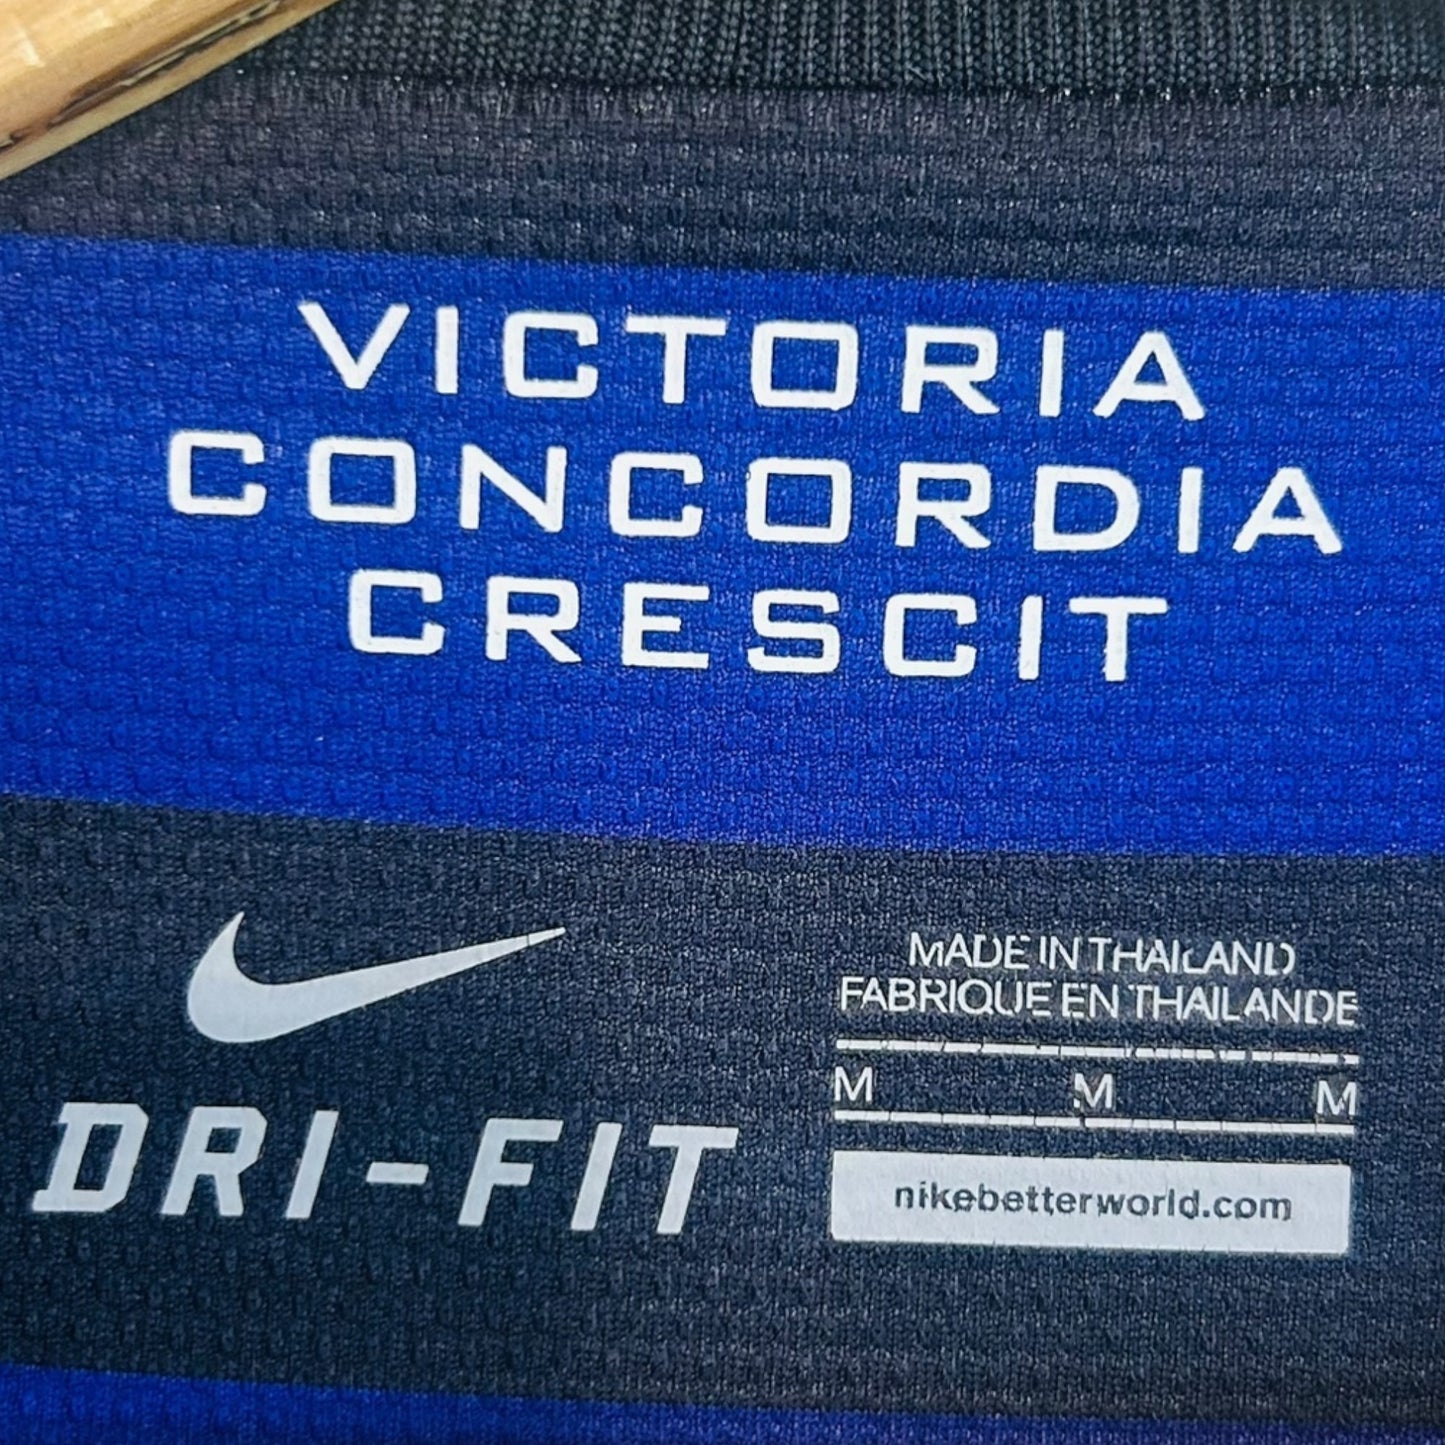 VICTORIA
CONCORDIA
CRESCIT
DRI-FIT
MADE IN THAILAND
FABRIQUE EN THAILANDE
M M M
nikebetterworld.com